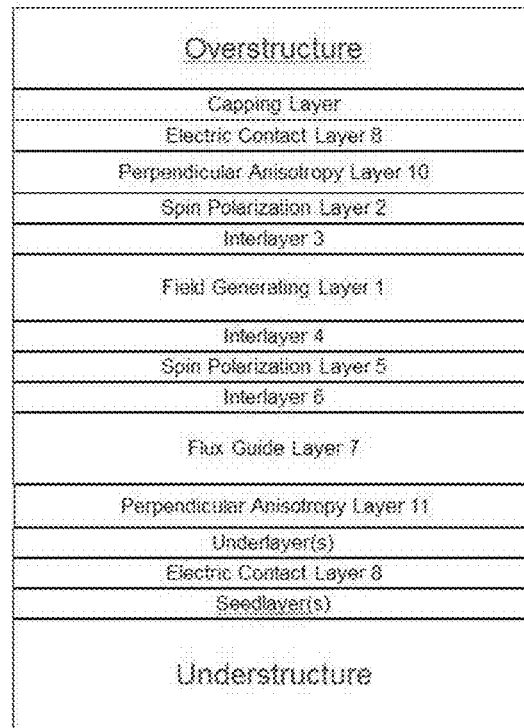 Overstructure
Capping Layer
Electric Contact Layer 8
Perpendicular Anisotropy Layer 10
Spin Polarization Layer 2
Interlayer 3
Field Generating Layer 1
Interlayer 4
Spin Polarization Layer 5
Interlayer 6
Flux Guide Layer 7
Perpendicular Anisotropy Layer 11
Underlayer(s)
Electric Contact Layer 8
Seedlayer(s)
Understructure